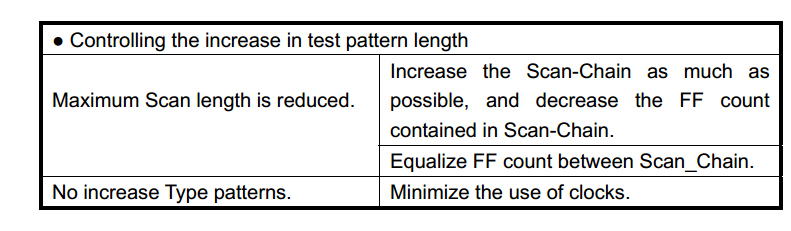 ● Controlling the increase in test pattern length
Maximum Scan length is reduced.
Increase the Scan-Chain as much as
possible, and decrease the FF count
contained in Scan-Chain.
Equalize FF count between Scan_Chain.
No increase Type patterns.
Minimize the use of clocks.